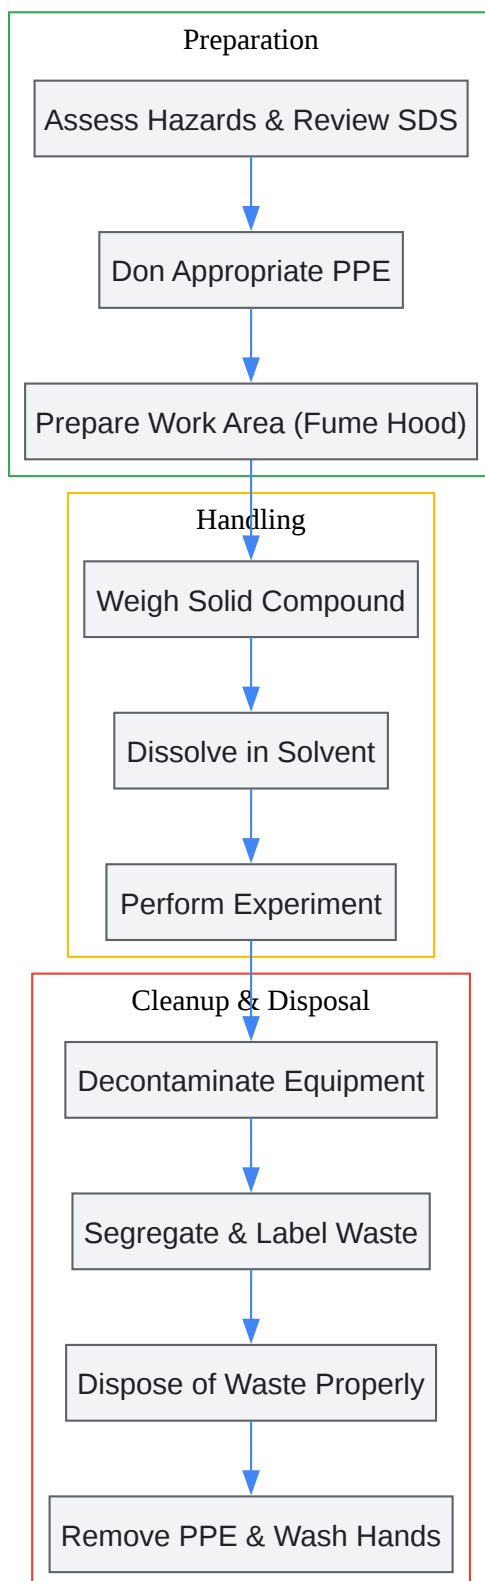 Preparation
Assess Hazards & Review SDS
Don Appropriate PPE
Prepare Work Area (Fume Hood)
Handling
Weigh Solid Compound
Dissolve in Solvent
Perform Experiment
Cleanup & Disposal
Decontaminate Equipment
Segregate & Label Waste
Dispose of Waste Properly
Remove PPE & Wash Hands